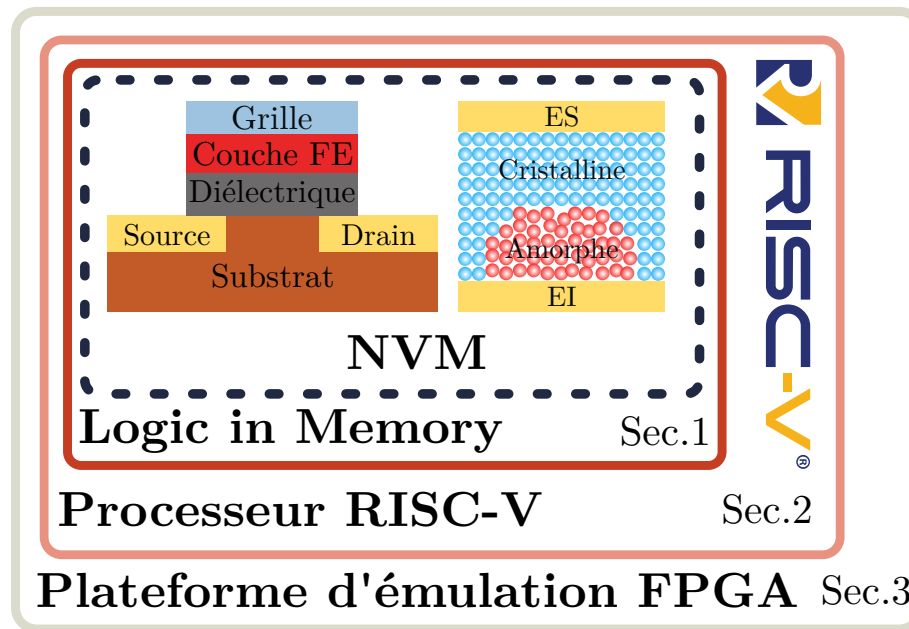 Grille
Couche FE
Diélectrique
Source
Drain
Substrat
ES
Cristalline
Amorphe
EI
NVM
Logic in Memory
Sec.1
Processeur RISC-V
Sec.2
Plateforme d'émulation FPGA
Sec.3
RISC-V®